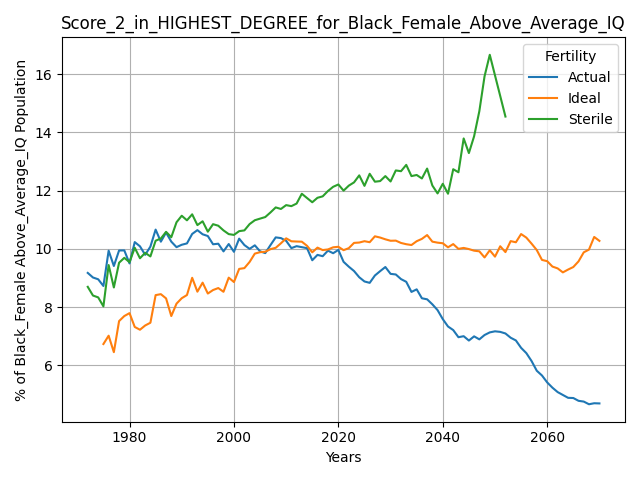 Score_2_in_HIGHEST_DEGREE_for_Black_Female_Above_Average_IQ
% of Black_Female Above_Average_IQ Population
16
14
12
10
8
6
Fertility
Actual
Ideal
Sterile
1980
2000
2020
2040
2060
Years